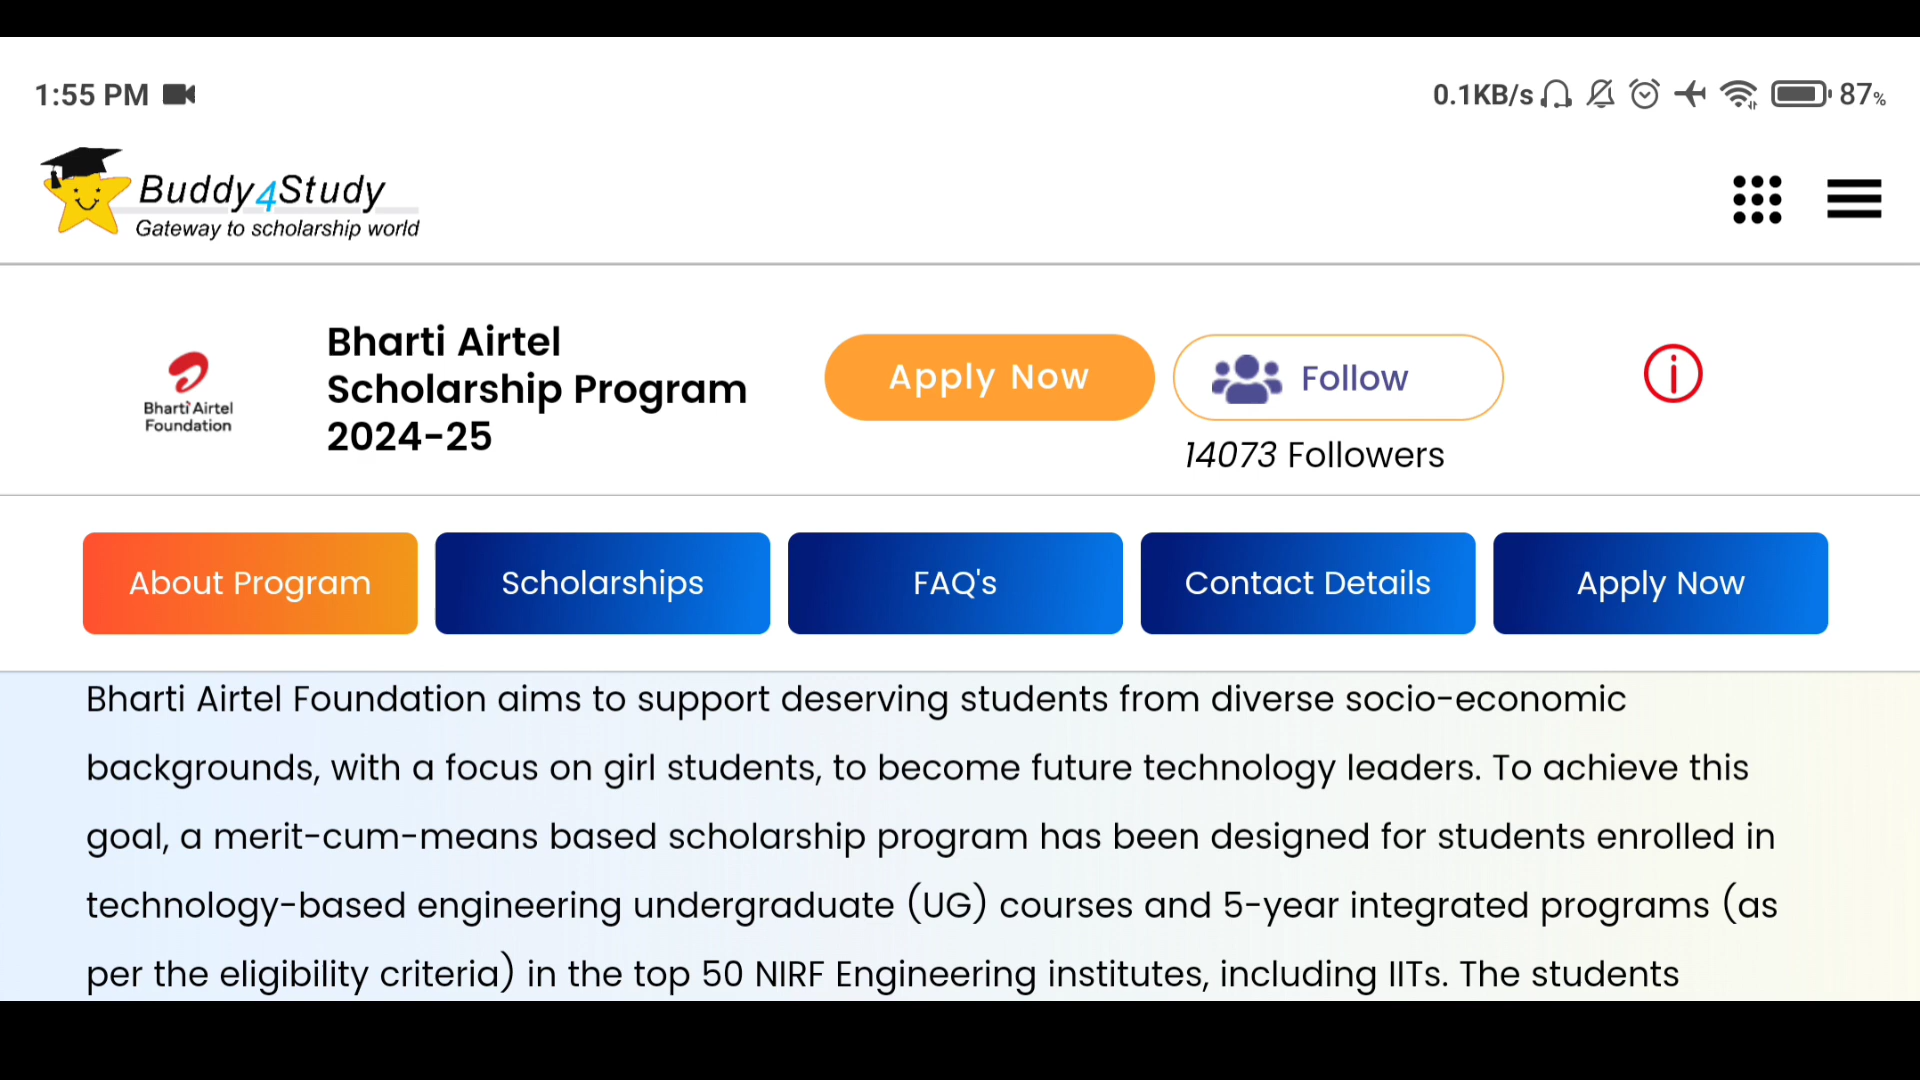 1:55 PM
0.1KB/s 87%
Buddy4Study
Gateway to scholarship world
Bharti Airtel
Foundation
Bharti Airtel
Scholarship Program
2024-25
Apply Now
Follow
14073 Followers
About Program
Scholarships
FAQ's
Contact Details
Apply Now
Bharti Airtel Foundation aims to support deserving students from diverse socio-economic
backgrounds, with a focus on girl students, to become future technology leaders. To achieve this
goal, a merit-cum-means based scholarship program has been designed for students enrolled in
technology-based engineering undergraduate (UG) courses and 5-year integrated programs (as
per the eligibility criteria) in the top 50 NIRF Engineering institutes, including IITs. The students